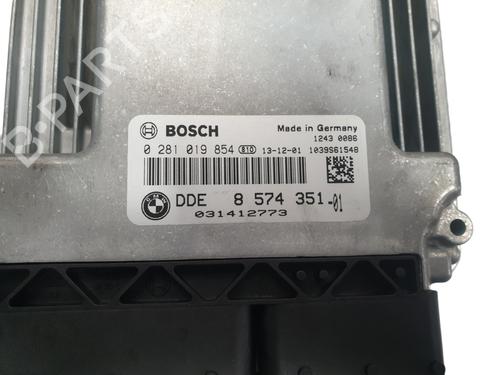 B-PARTS
BOSCH
Made in Germany
1243 0086
0 281 019 854 810 13-12-01 1039S61548
DDE 8 574 351-01
031412773